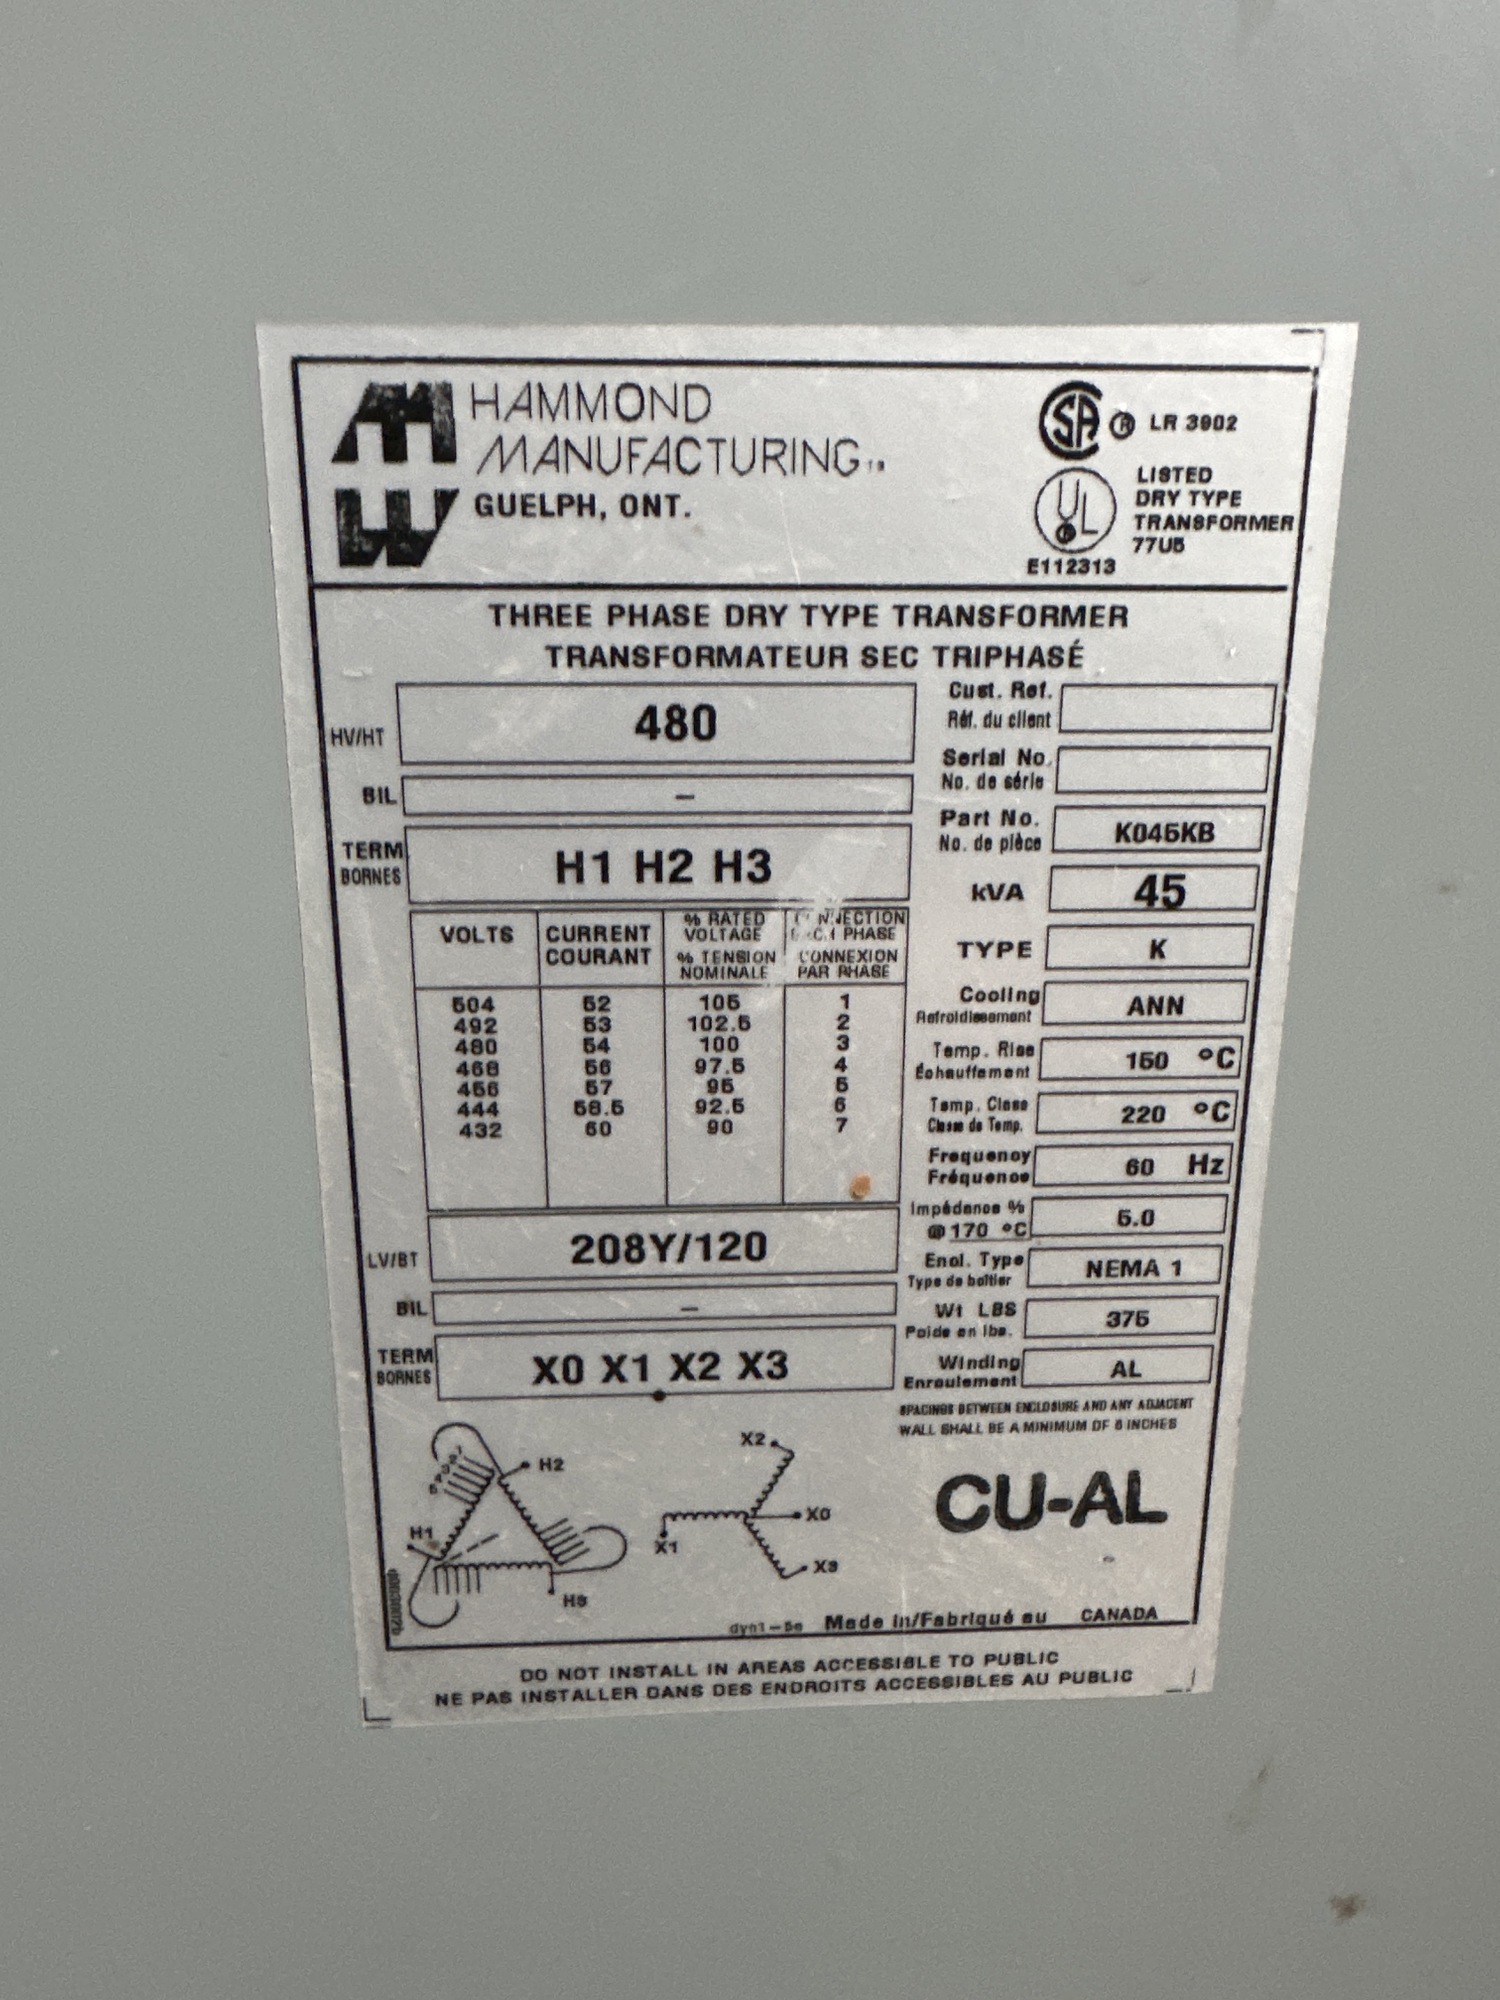 HAMMOND
MANUFACTURING
GUELPH, ONT.
SA ® LR 3902
UL
LISTED
DRY TYPE
TRANSFORMER
77U5
E112313
THREE PHASE DRY TYPE TRANSFORMER
TRANSFORMATEUR SEC TRIPHASÉ
HV/HT 480
BIL –
TERM
BORNES H1 H2 H3
VOLTS CURRENT COURANT % RATED VOLTAGE % TENSION NOMINALE CONNECTION PHASE CONNEXION PAR PHASE
504 52 105 1
492 53 102.5 2
480 54 100 3
468 56 97.5 4
456 57 95 5
444 58.5 92.5 6
432 60 90 7
LV/BT 208Y/120
BIL –
TERM
BORNES X0 X1 X2 X3
Cust. Ref.
Réf. du client
Serial No.
No. de série
Part No.
No. de pièce K045KB
kVA 45
TYPE K
Cooling
Refroidissement ANN
Temp. Rise
Échauffement 150 °C
Temp. Class
Classe de Temp. 220 °C
Frequency
Fréquence 60 Hz
Impédance %
@ 170 °C 5.0
Encl. Type
Type de boîtier NEMA 1
Wt LBS
Poids en lbs. 375
Winding
Enroulement AL
SPACINGS BETWEEN ENCLOSURE AND ANY ADJACENT
WALL SHALL BE A MINIMUM OF 6 INCHES
H2
H1
H3
X2
X0
X1
X3
CU-AL
Made in/Fabriqué au CANADA
DO NOT INSTALL IN AREAS ACCESSIBLE TO PUBLIC
NE PAS INSTALLER DANS DES ENDROITS ACCESSIBLES AU PUBLIC